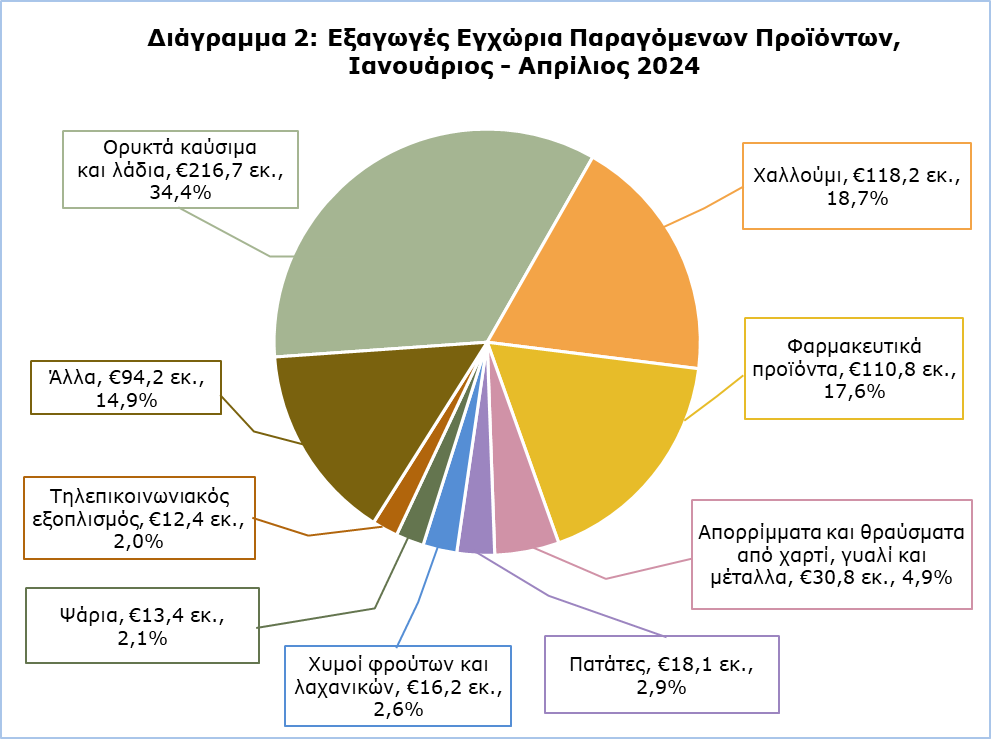 Διάγραμμα 2: Εξαγωγές Εγχώρια Παραγόμενων Προϊόντων,
Ιανουάριος - Απρίλιος 2024
Ορυκτά καύσιμα
και λάδια, €216,7 εκ.,
34,4%
Χαλλούμι, €118,2 εκ.,
18,7%
Φαρμακευτικά
προϊόντα, €110,8 εκ.,
17,6%
Απορρίμματα και θραύσματα
από χαρτί, γυαλί και
μέταλλα, €30,8 εκ., 4,9%
Πατάτες, €18,1 εκ.,
2,9%
Χυμοί φρούτων και
λαχανικών, €16,2 εκ.,
2,6%
Ψάρια, €13,4 εκ.,
2,1%
Τηλεπικοινωνιακός
εξοπλισμός, €12,4 εκ.,
2,0%
Άλλα, €94,2 εκ.,
14,9%